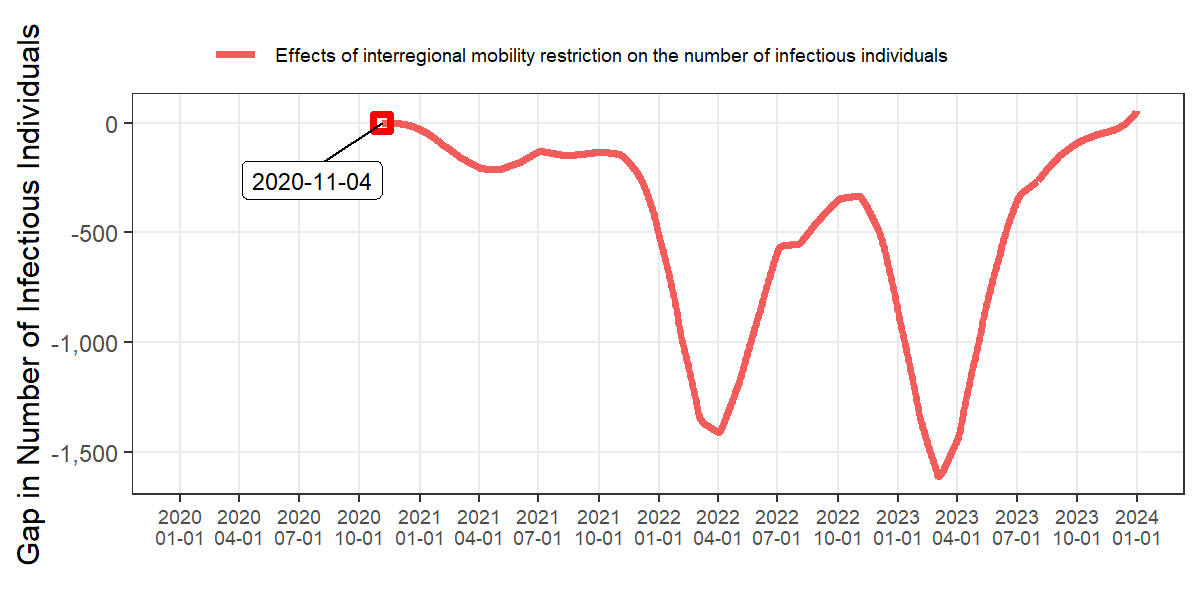 Effects of interregional mobility restriction on the number of infectious individuals
Gap in Number of Infectious Individuals
0
-500
-1,000
-1,500
2020-11-04
2020 2020 2020 2020 2021 2021 2021 2021 2022 2022 2022 2022 2023 2023 2023 2023 2024
01-01 04-01 07-01 10-01 01-01 04-01 07-01 10-01 01-01 04-01 07-01 10-01 01-01 04-01 07-01 10-01 01-01